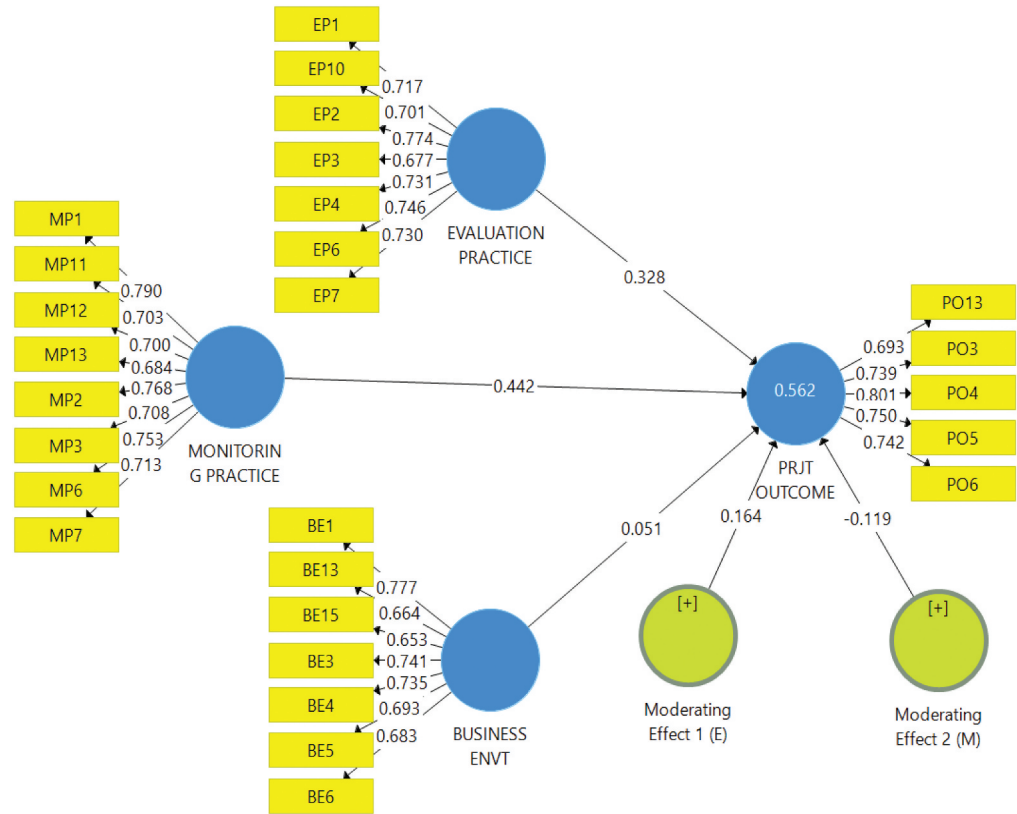 EP1
EP10
EP2
EP3
EP4
EP6
EP7
0.717
0.701
0.774
0.677
0.731
0.746
0.730
EVALUATION
PRACTICE
MP1
MP11
MP12
MP13
MP2
MP3
MP6
MP7
0.790
0.703
0.700
0.684
0.768
0.708
0.753
0.713
MONITORIN
G PRACTICE
0.328
0.442
0.562
PRJT
OUTCOME
PO13
PO3
PO4
PO5
PO6
0.693
0.739
0.801
0.750
0.742
BE1
BE13
BE15
BE3
BE4
BE5
BE6
0.777
0.664
0.653
0.741
0.735
0.693
0.683
BUSINESS
ENVT
0.051
0.164
-0.119
[+]
Moderating
Effect 1 (E)
[+]
Moderating
Effect 2 (M)